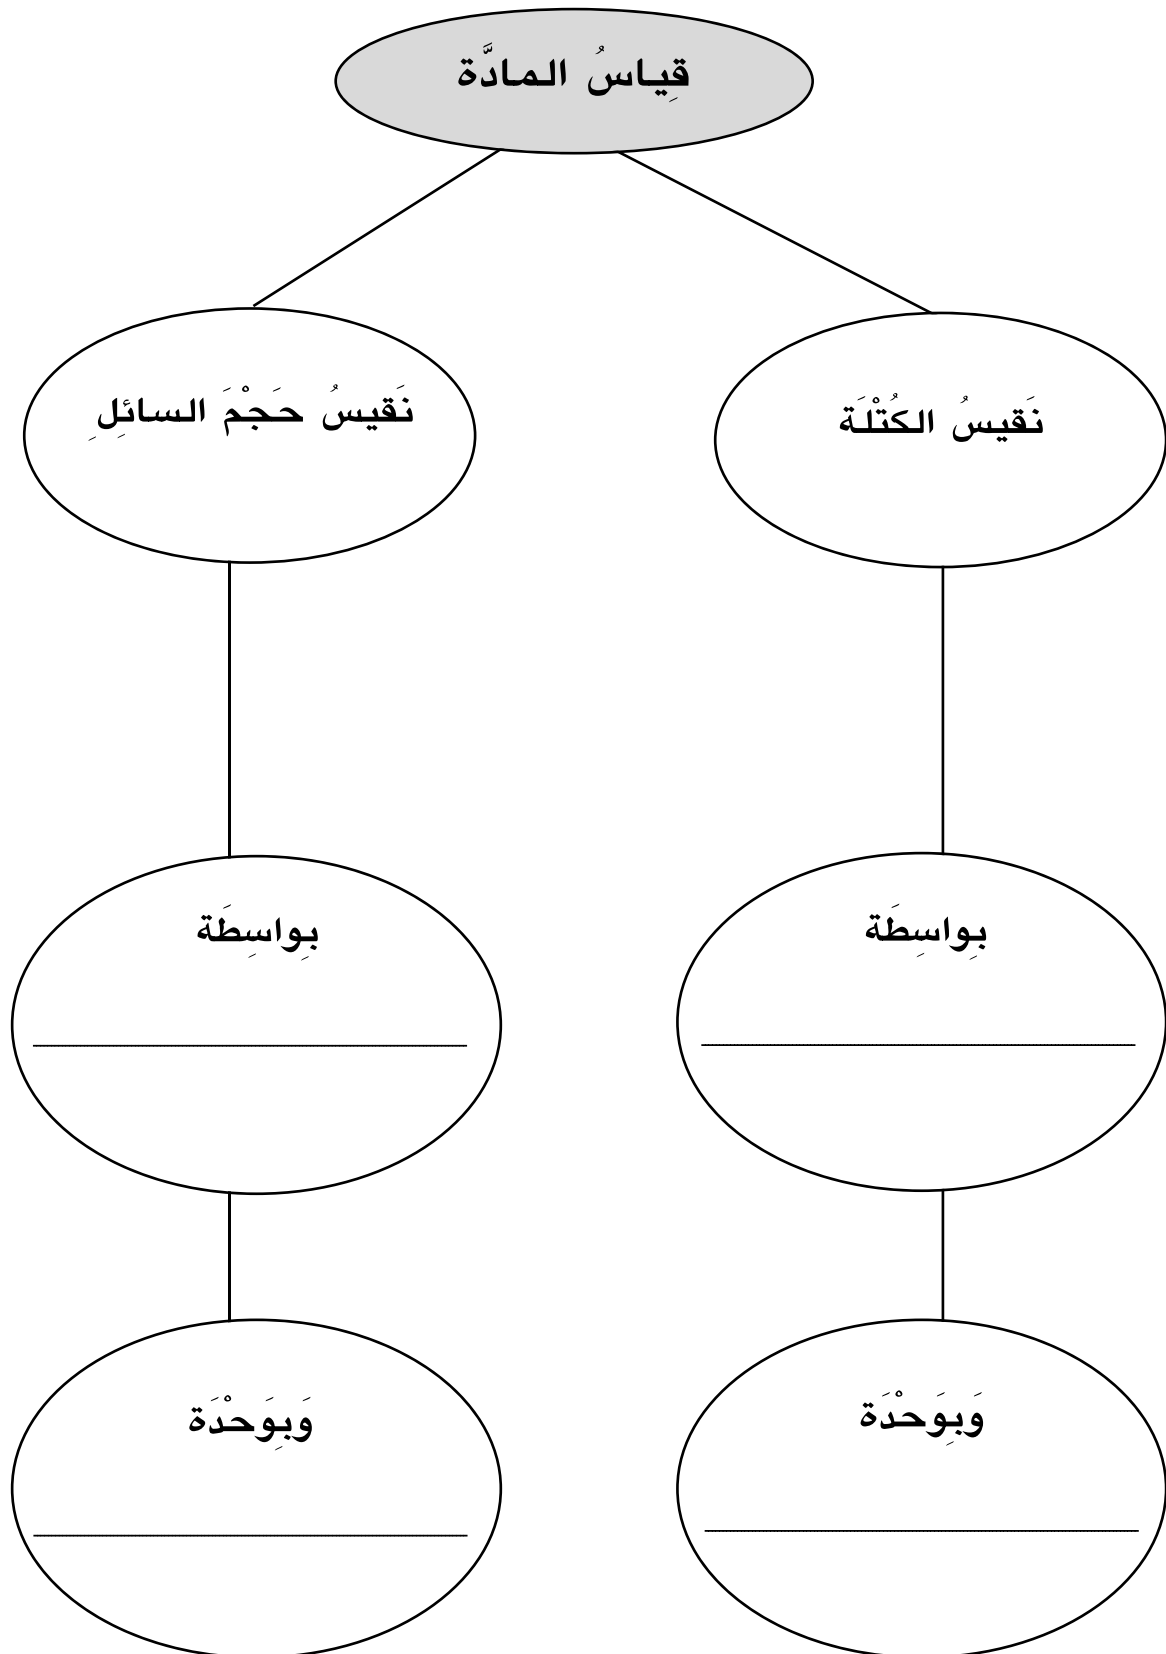 قِياسُ المادَّة
نَقيسُ الكُتْلَة
نَقيسُ حَجْمَ السائِلِ
بِواسِطَة
بِواسِطَة
وَبِوَحْدَة
وَبِوَحْدَة